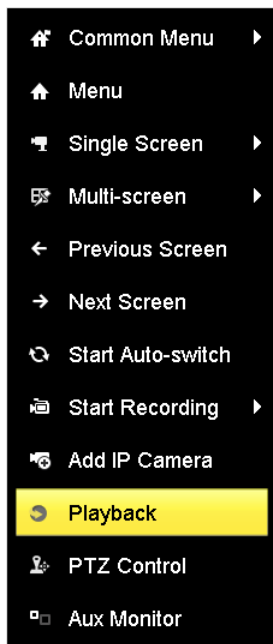 Common Menu
Menu
Single Screen
Multi-screen
Previous Screen
Next Screen
Start Auto-switch
Start Recording
Add IP Camera
Playback
PTZ Control
Aux Monitor